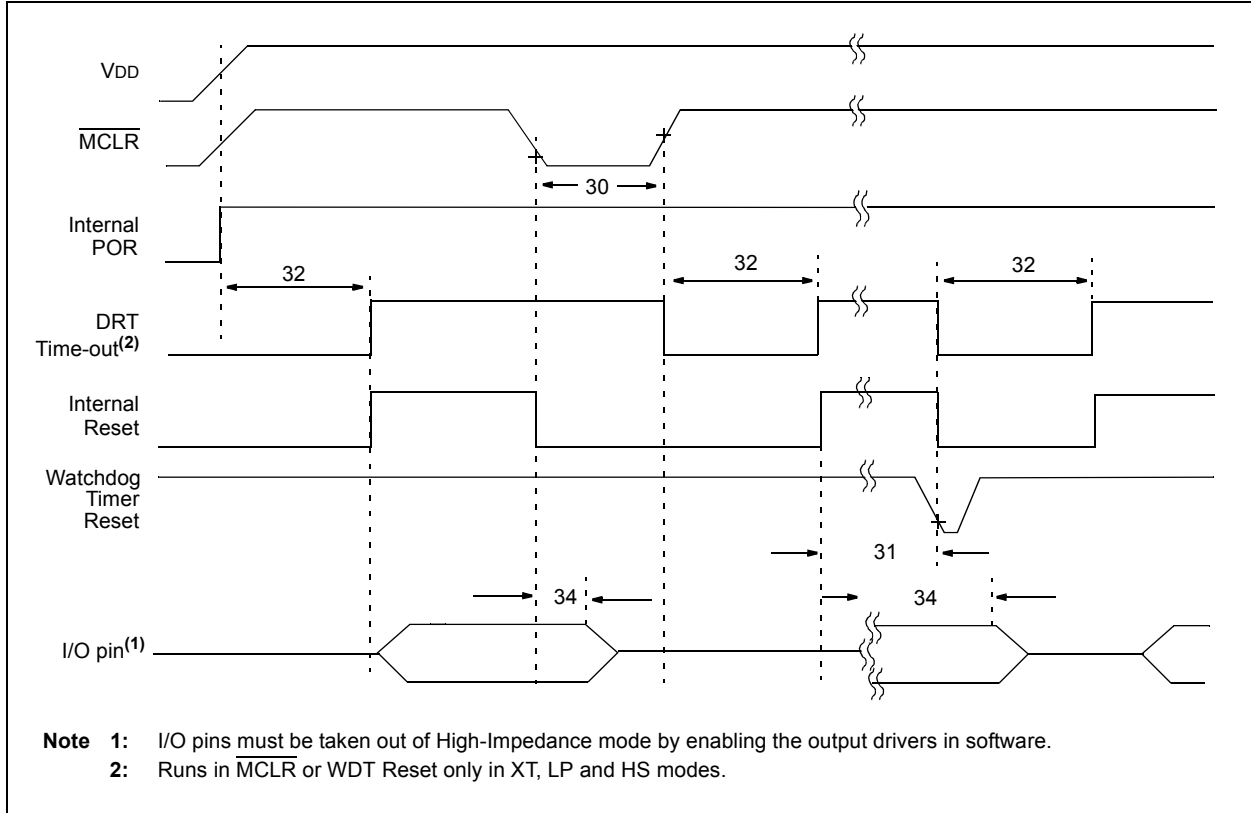 VDD
MCLR
30
Internal
POR
32
32
32
DRT
Time-out(2)
Internal
Reset
Watchdog
Timer
Reset
31
34
34
I/O pin(1)
Note 1: I/O pins must be taken out of High-Impedance mode by enabling the output drivers in software.
2: Runs in MCLR or WDT Reset only in XT, LP and HS modes.